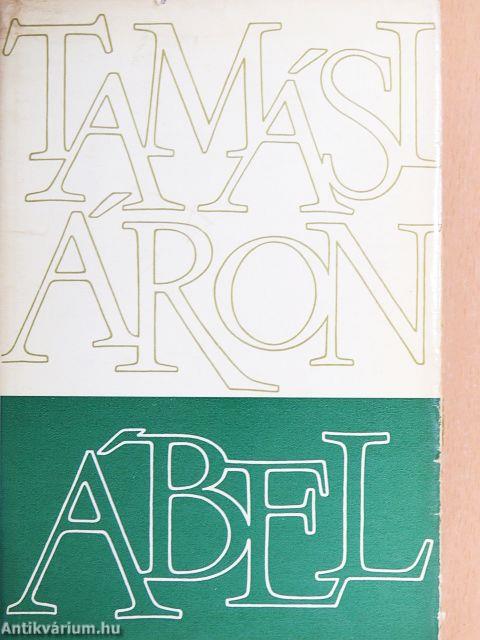 TAMÁSI
ÁRON
ÁBEL
Antikvárium.hu